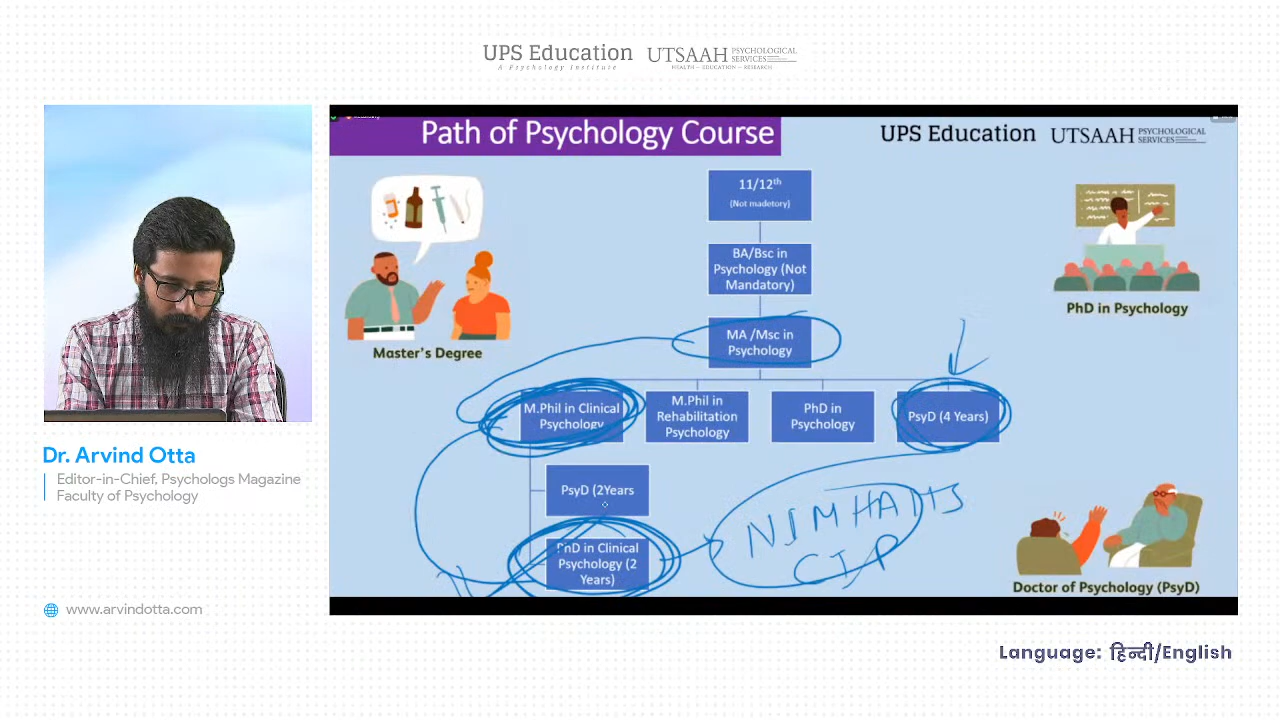 UPS Education
A Psychology Institute
UTSAAH PSYCHOLOGICAL SERVICES
HEALTH - EDUCATION - RESEARCH
Path of Psychology Course
UPS Education UTSAAH PSYCHOLOGICAL SERVICES
11/12th
(Not madetory)
BA/Bsc in
Psychology (Not
Mandatory)
MA /Msc in
Psychology
Master's Degree
PhD in Psychology
M.Phil in Clinical
Psychology
M.Phil in
Rehabilitation
Psychology
PhD in
Psychology
PsyD (4 Years)
PsyD (2Years
PhD in Clinical
Psychology (2
Years)
NIMHANS
CIP
Doctor of Psychology (PsyD)
Dr. Arvind Otta
Editor-in-Chief, Psychologs Magazine
Faculty of Psychology
www.arvindotta.com
Language: हिन्दी/English